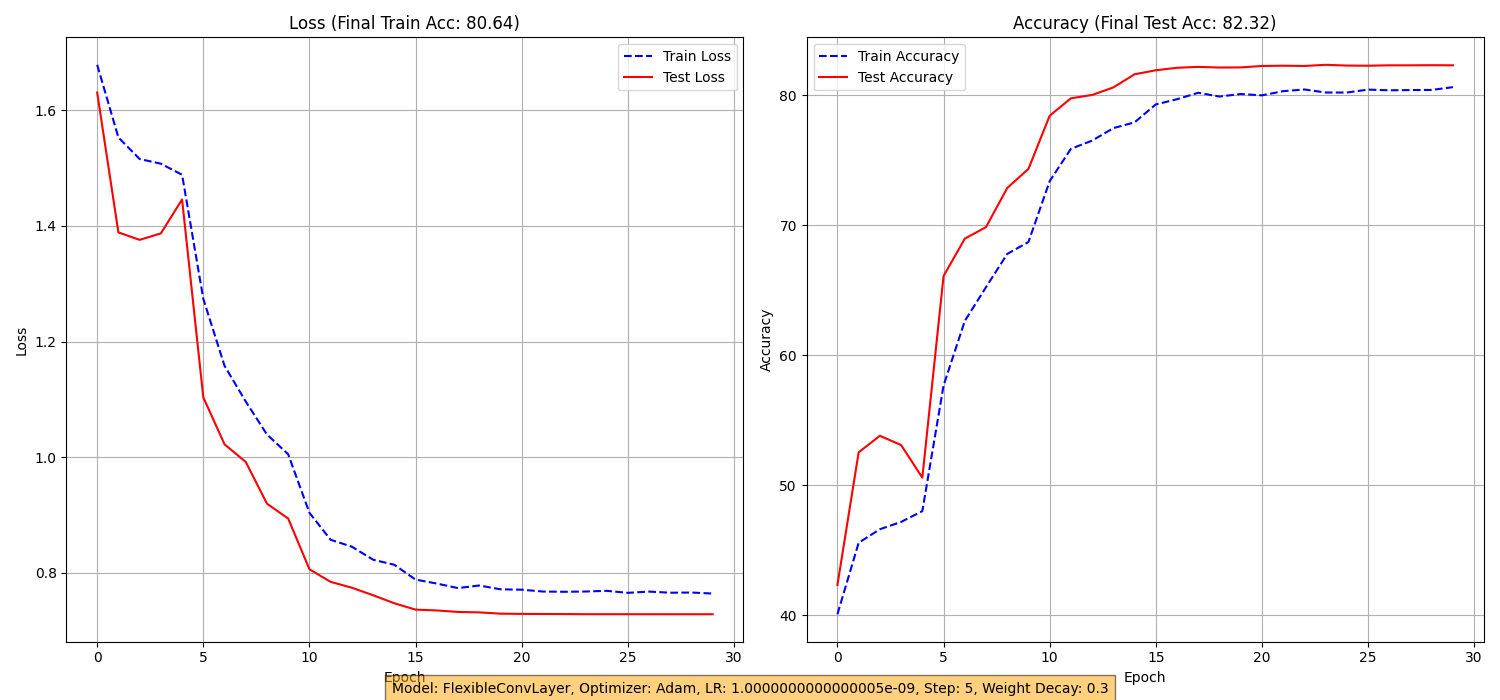 Loss (Final Train Acc: 80.64)
Train Loss
Test Loss
1.6
1.4
1.2
1.0
0.8
Loss
0 5 10 15 20 25 30
Epoch
Accuracy (Final Test Acc: 82.32)
Train Accuracy
Test Accuracy
80
70
60
50
40
Accuracy
0 5 10 15 20 25 30
Epoch
Model: FlexibleConvLayer, Optimizer: Adam, LR: 1.0000000000000005e-09, Step: 5, Weight Decay: 0.3